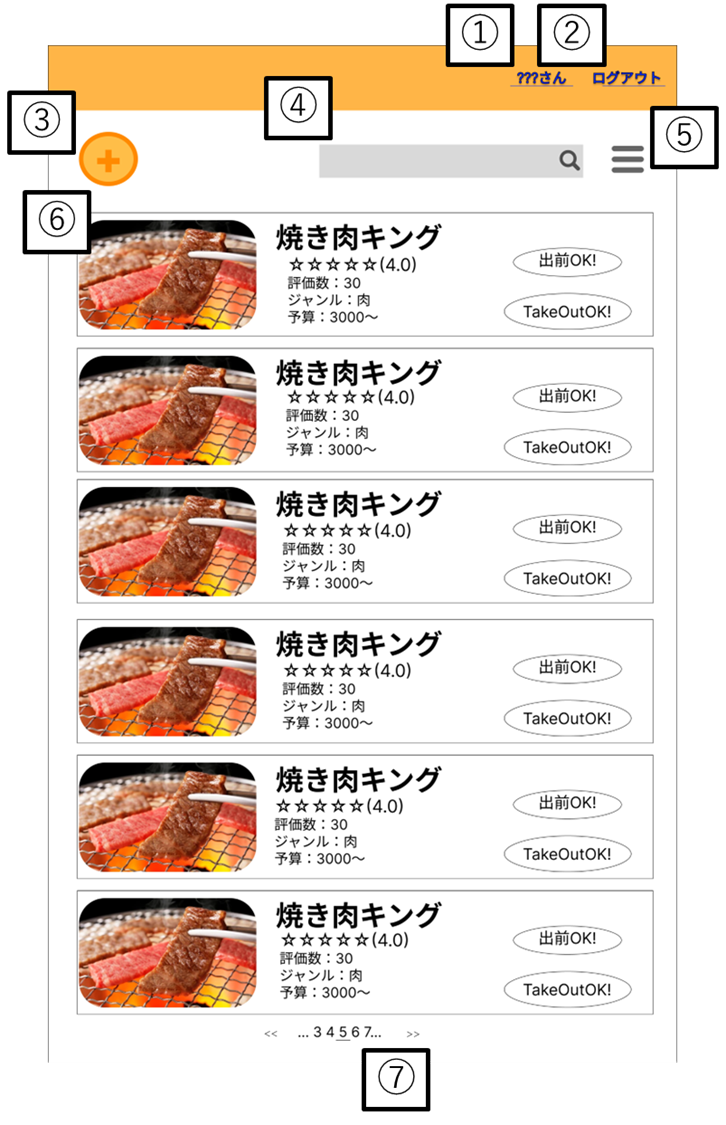 ① ②
???さん ログアウト
③ ④ ⑤
⑥
焼き肉キング
☆☆☆☆☆(4.0)
評価数：30
ジャンル：肉
予算：3000～
出前OK!
TakeOutOK!
焼き肉キング
☆☆☆☆☆(4.0)
評価数：30
ジャンル：肉
予算：3000～
出前OK!
TakeOutOK!
焼き肉キング
☆☆☆☆☆(4.0)
評価数：30
ジャンル：肉
予算：3000～
出前OK!
TakeOutOK!
焼き肉キング
☆☆☆☆☆(4.0)
評価数：30
ジャンル：肉
予算：3000～
出前OK!
TakeOutOK!
焼き肉キング
☆☆☆☆☆(4.0)
評価数：30
ジャンル：肉
予算：3000～
出前OK!
TakeOutOK!
焼き肉キング
☆☆☆☆☆(4.0)
評価数：30
ジャンル：肉
予算：3000～
出前OK!
TakeOutOK!
<< ... 3 4 5 6 7... >>
⑦